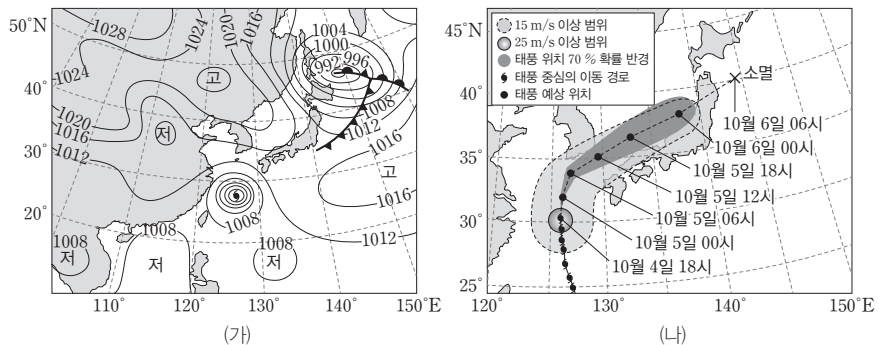 50°N
40°
30°
20°
110°
120°
130°
140°
150°E
1028
1024
1020
1016
1004
1000
996
992
1024
고
1008
1012
1020
1016
1012
저
1016
고
1016
1008
1012
1008
저
1008
저
1008
저
(가)
15 m/s 이상 범위
25 m/s 이상 범위
태풍 위치 70 % 확률 반경
태풍 중심의 이동 경로
태풍 예상 위치
45°N
40°
35°
30°
25°
120°
130°
140°
150°E
소멸
10월 6일 06시
10월 6일 00시
10월 5일 18시
10월 5일 12시
10월 5일 06시
10월 5일 00시
10월 4일 18시
(나)